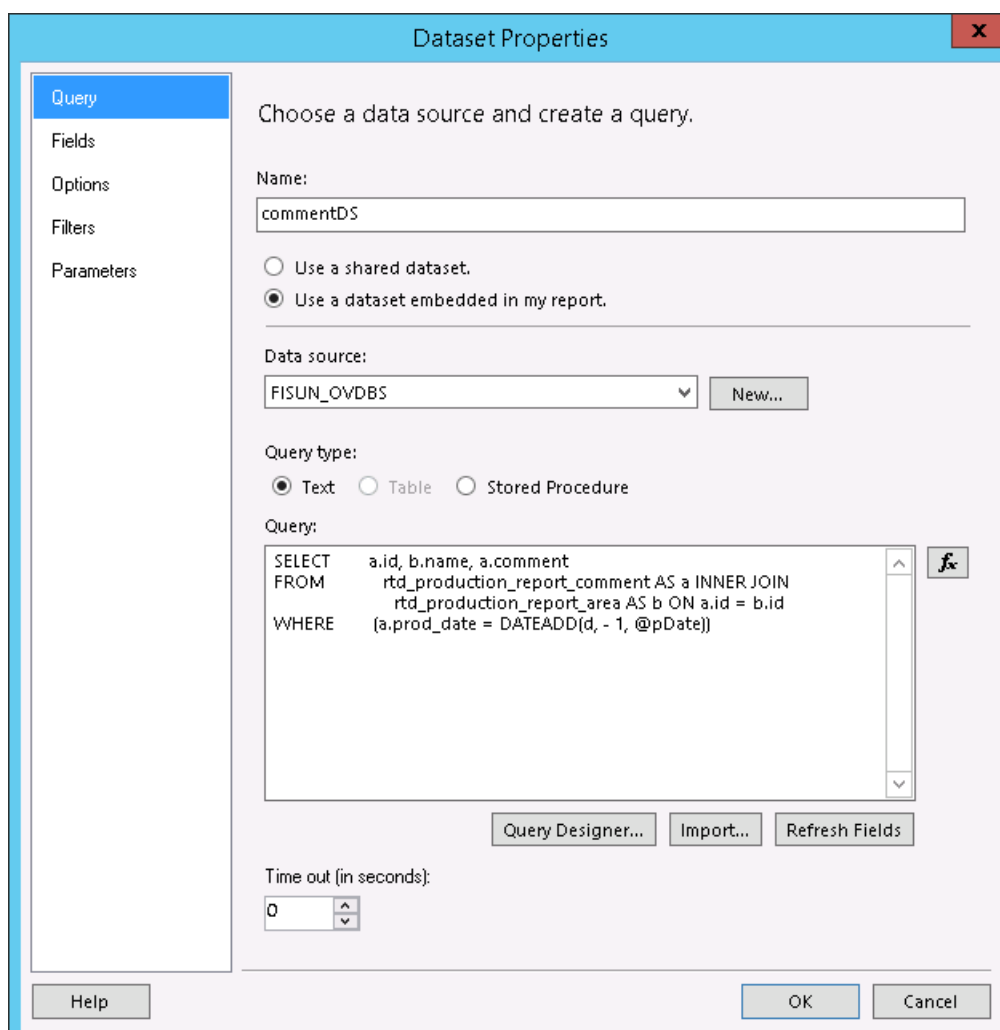 Dataset Properties
x
Query
Fields
Options
Filters
Parameters
Choose a data source and create a query.
Name:
commentDS
Use a shared dataset.
Use a dataset embedded in my report.
Data source:
FISUN_OVDBS
New...
Query type:
Text Table Stored Procedure
Query:
SELECT a.id, b.name, a.comment
FROM rtd_production_report_comment AS a INNER JOIN
rtd_production_report_area AS b ON a.id = b.id
WHERE (a.prod_date = DATEADD(d, - 1, @pDate))
fx
Query Designer... Import... Refresh Fields
Time out (in seconds):
0
Help OK Cancel